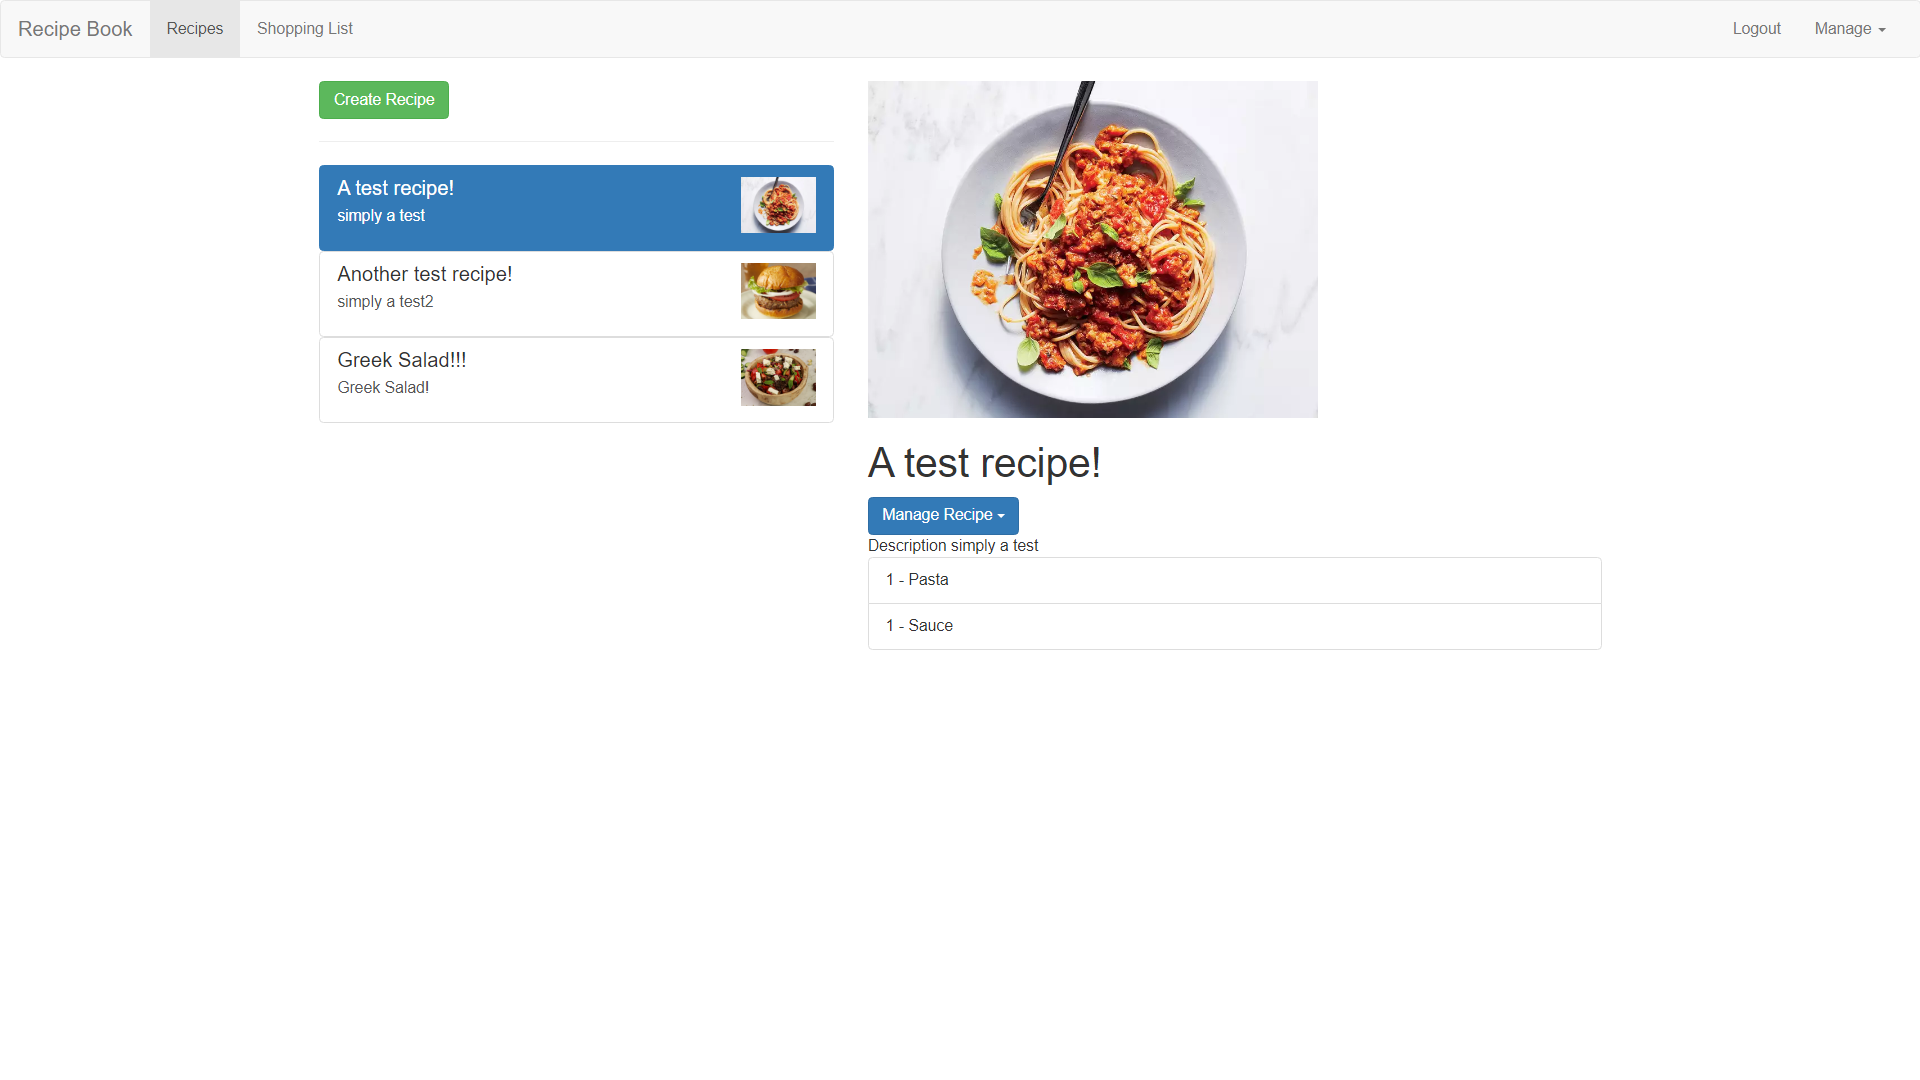 Recipe Book
Recipes
Shopping List
Logout
Manage
Create Recipe
A test recipe!
simply a test
Another test recipe!
simply a test2
Greek Salad!!!
Greek Salad!
A test recipe!
Manage Recipe
Description simply a test
1 - Pasta
1 - Sauce